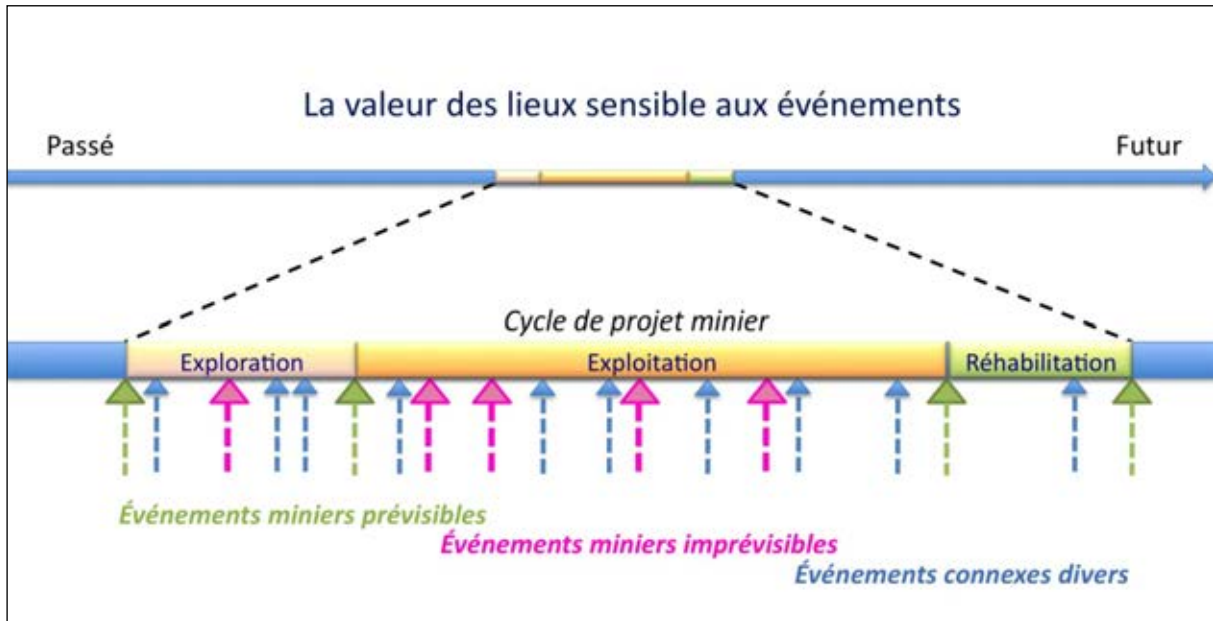 La valeur des lieux sensible aux événements
Passé
Futur
Cycle de projet minier
Exploration
Exploitation
Réhabilitation
Événements miniers prévisibles
Événements miniers imprévisibles
Événements connexes divers